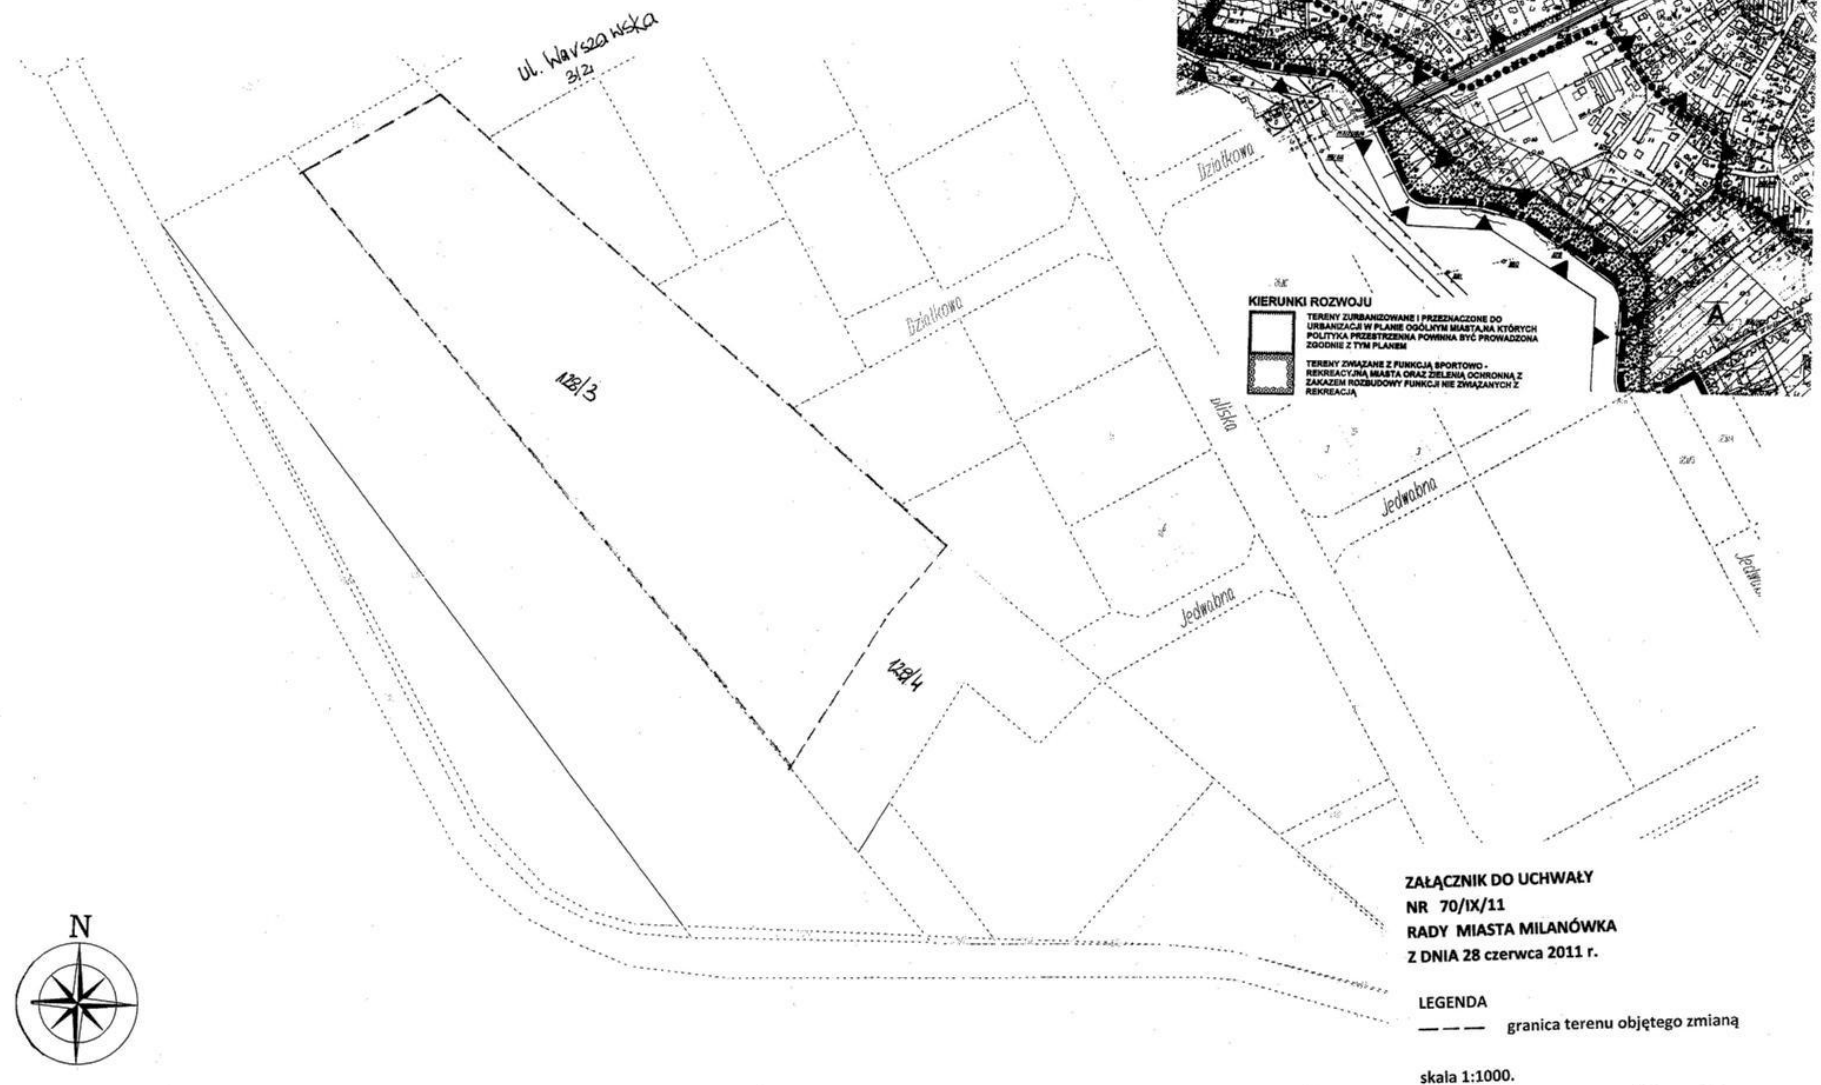 ul. Warszawska
31/2
Działkowa
Działkowa
128/3
KIERUNKI ROZWOJU
TERENY ZURBANIZOWANE I PRZEZNACZONE DO
URBANIZACJI W PLANIE OGÓLNYM MIASTA,NA KTÓRYCH
POLITYKA PRZESTRZENNA POWINNA BYĆ PROWADZONA
ZGODNIE Z TYM PLANEM
TERENY ZWIĄZANE Z FUNKCJĄ SPORTOWO -
REKREACYJNĄ MIASTA ORAZ ZIELENIĄ OCHRONNĄ Z
ZAKAZEM ROZBUDOWY FUNKCJI NIE ZWIĄZANYCH Z
REKREACJĄ
A
Jedwabna
Jedwabna
128/4
N
ZAŁĄCZNIK DO UCHWAŁY
NR 70/IX/11
RADY MIASTA MILANÓWKA
Z DNIA 28 czerwca 2011 r.
LEGENDA
granica terenu objętego zmianą
skala 1:1000.